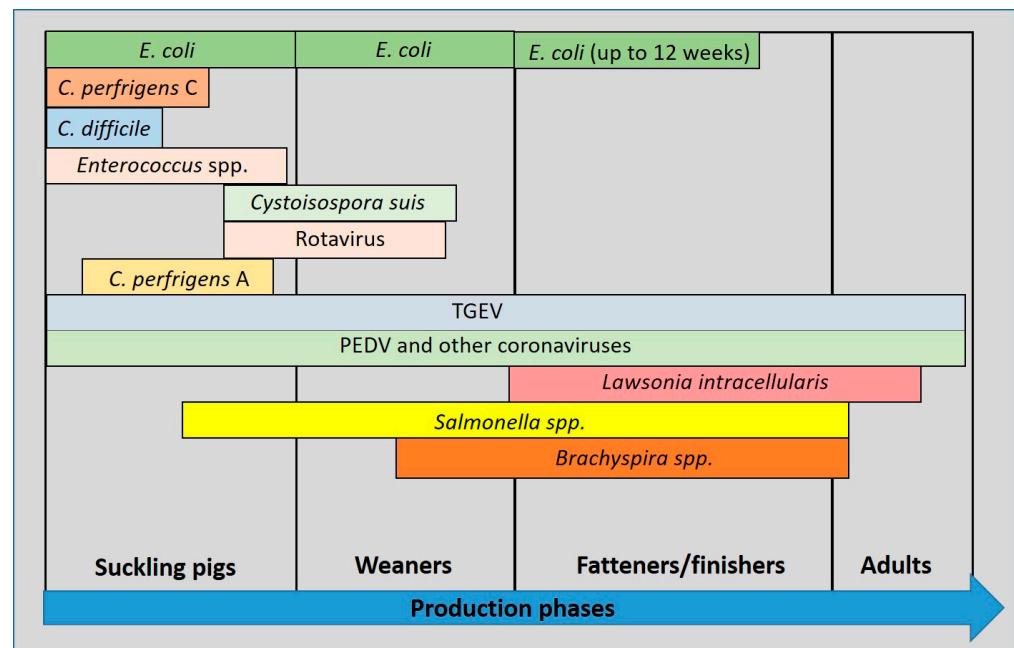 E. coli
E. coli
E. coli (up to 12 weeks)
C. perfrigens C
C. difficile
Enterococcus spp.
Cystoisospora suis
Rotavirus
C. perfrigens A
TGEV
PEDV and other coronaviruses
Lawsonia intracellularis
Salmonella spp.
Brachyspira spp.
Suckling pigs
Weaners
Fatteners/finishers
Adults
Production phases